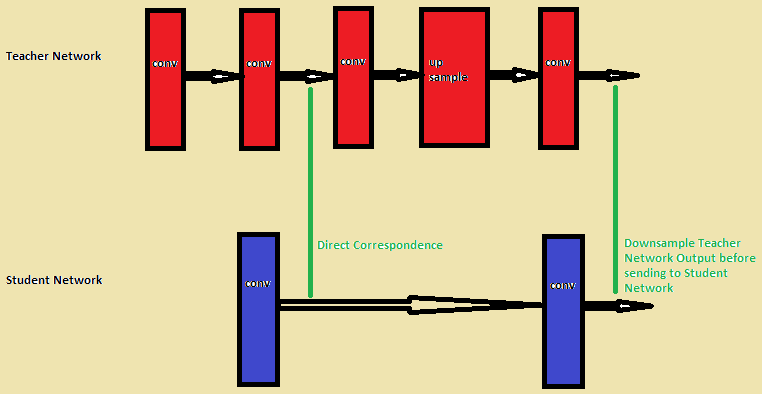 Teacher Network
conv
conv
conv
up
sample
conv
Direct Correspondence
Downsample Teacher
Network Output before
sending to Student
Network
Student Network
conv
conv